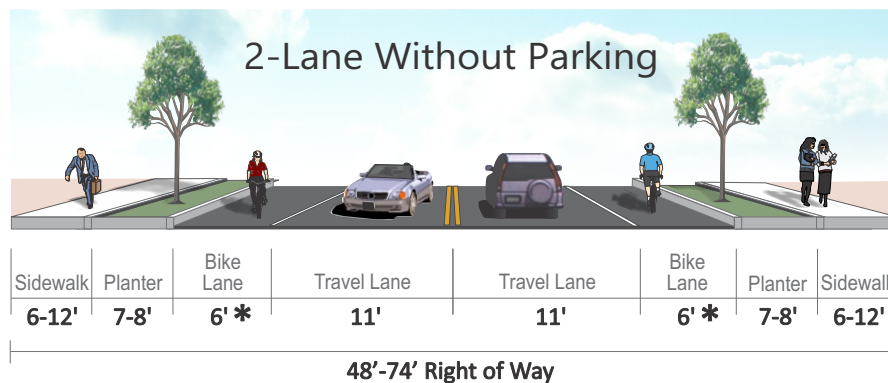 2-Lane Without Parking
Sidewalk Planter Bike Lane Travel Lane Travel Lane Bike Lane Planter Sidewalk
6-12' 7-8' 6' * 11' 11' 6' * 7-8' 6-12'
48'-74' Right of Way